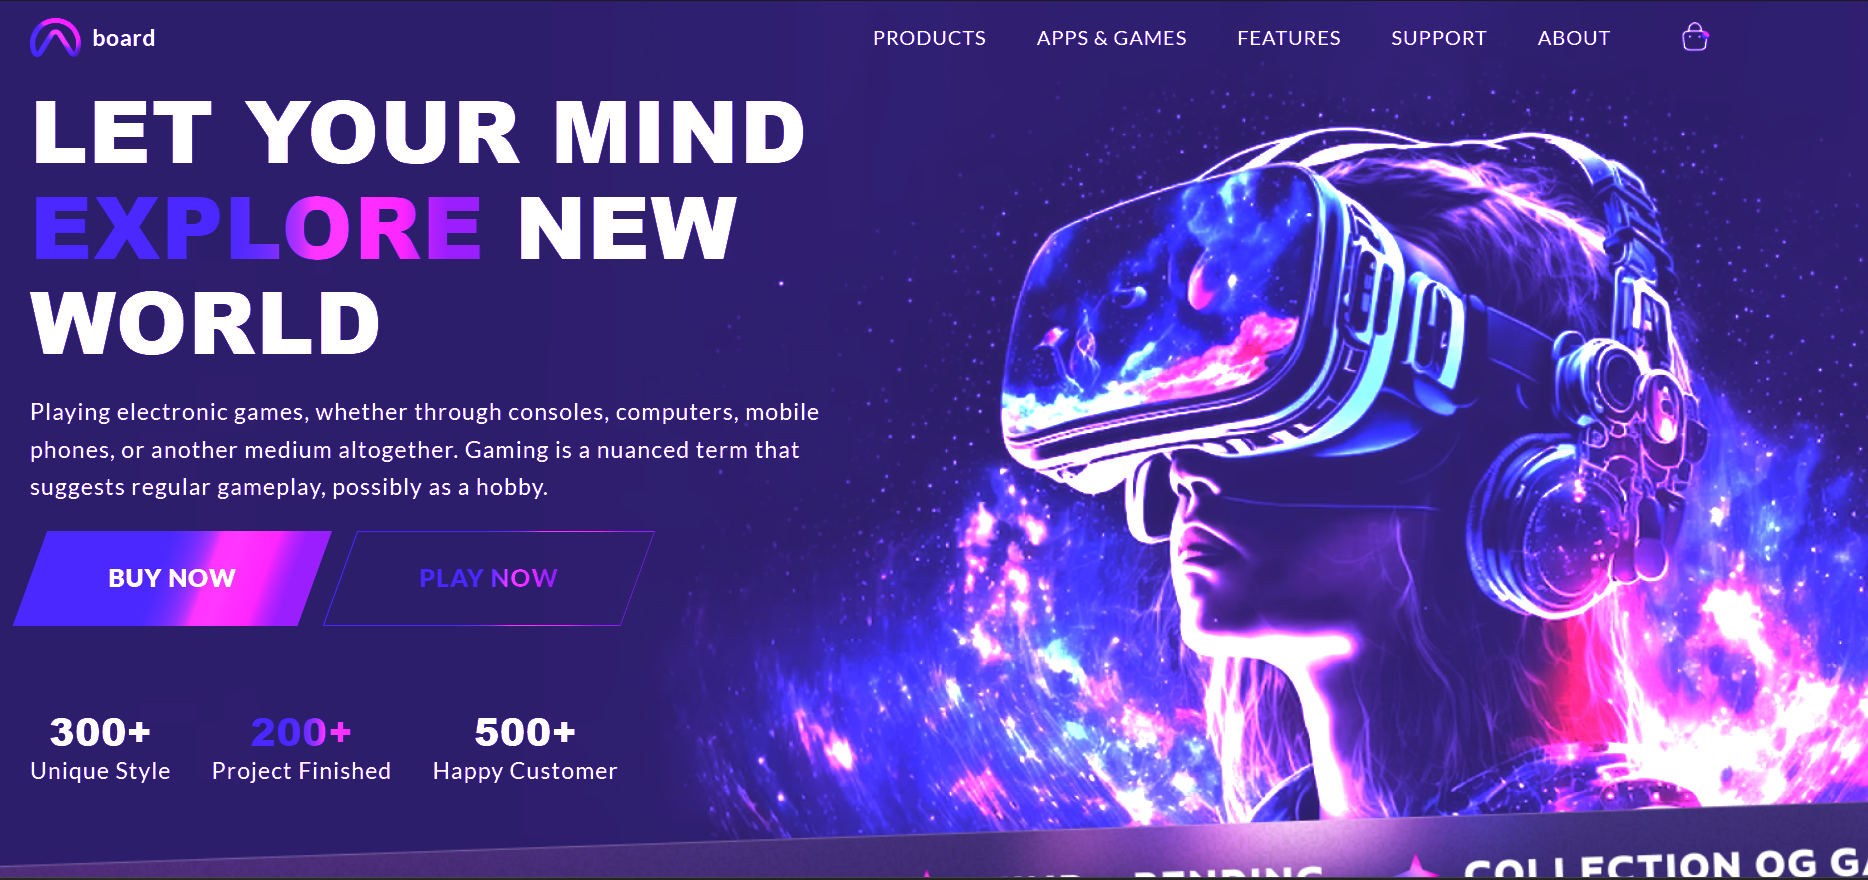 board
PRODUCTS
APPS & GAMES
FEATURES
SUPPORT
ABOUT
LET YOUR MIND
EXPLORE NEW
WORLD
Playing electronic games, whether through consoles, computers, mobile
phones, or another medium altogether. Gaming is a nuanced term that
suggests regular gameplay, possibly as a hobby.
BUY NOW
PLAY NOW
300+
Unique Style
200+
Project Finished
500+
Happy Customer
COLLECTION OG